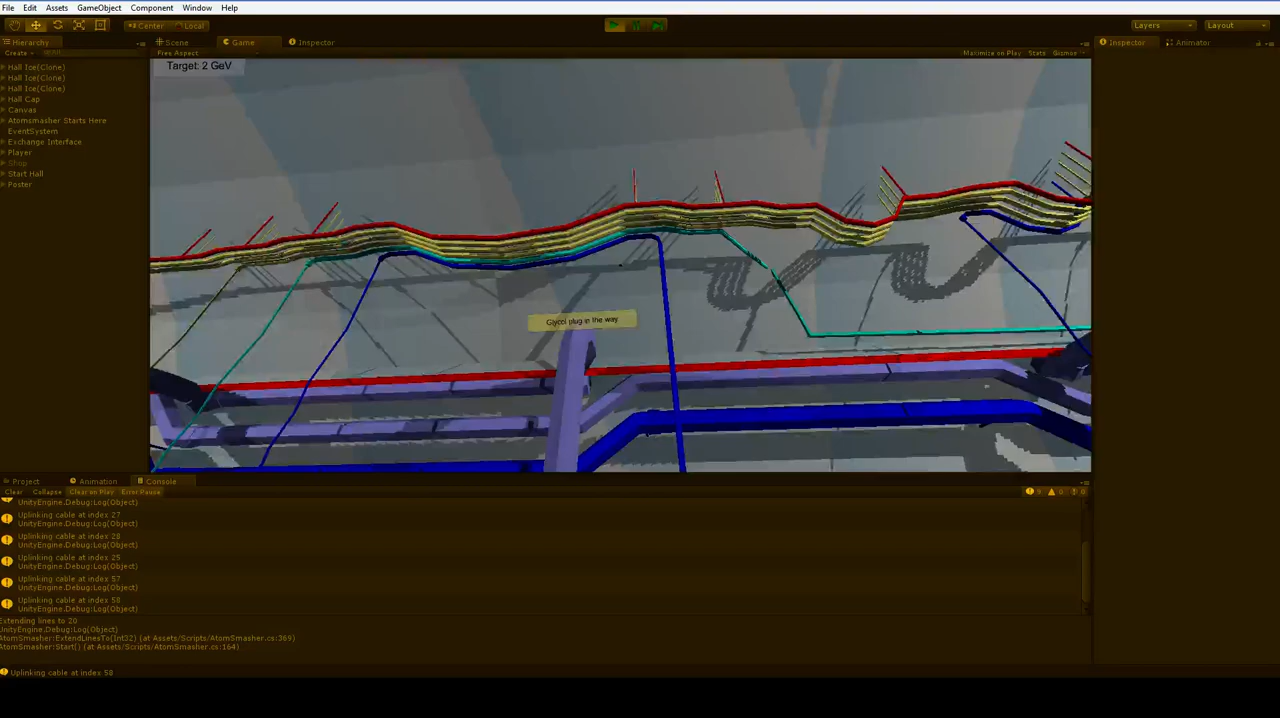 File Edit Assets GameObject Component Window Help
Center Local Layers Layout
Hierarchy Scene Game Inspector Inspector Animator
Create Free Aspect Maximize on Play Stats Gizmos
Target: 2 GeV
Hall Ice(Clone)
Hall Ice(Clone)
Hall Ice(Clone)
Hall Cap
Canvas
Atomsmasher Starts Here
EventSystem
Exchange Interface
Player
Shop
Start Hall
Poster
Glycol plug in the way
Project Animation Console
Clear Collapse Clear on Play Error Pause 9 0 0
UnityEngine.Debug:Log(Object)
Uplinking cable at index 27
UnityEngine.Debug:Log(Object)
Uplinking cable at index 28
UnityEngine.Debug:Log(Object)
Uplinking cable at index 25
UnityEngine.Debug:Log(Object)
Uplinking cable at index 57
UnityEngine.Debug:Log(Object)
Uplinking cable at index 58
UnityEngine.Debug:Log(Object)
Extending lines to 20
UnityEngine.Debug:Log(Object)
AtomSmasher:ExtendLinesTo(Int32) (at Assets/Scripts/AtomSmasher.cs:369)
AtomSmasher:Start() (at Assets/Scripts/AtomSmasher.cs:164)
Uplinking cable at index 58